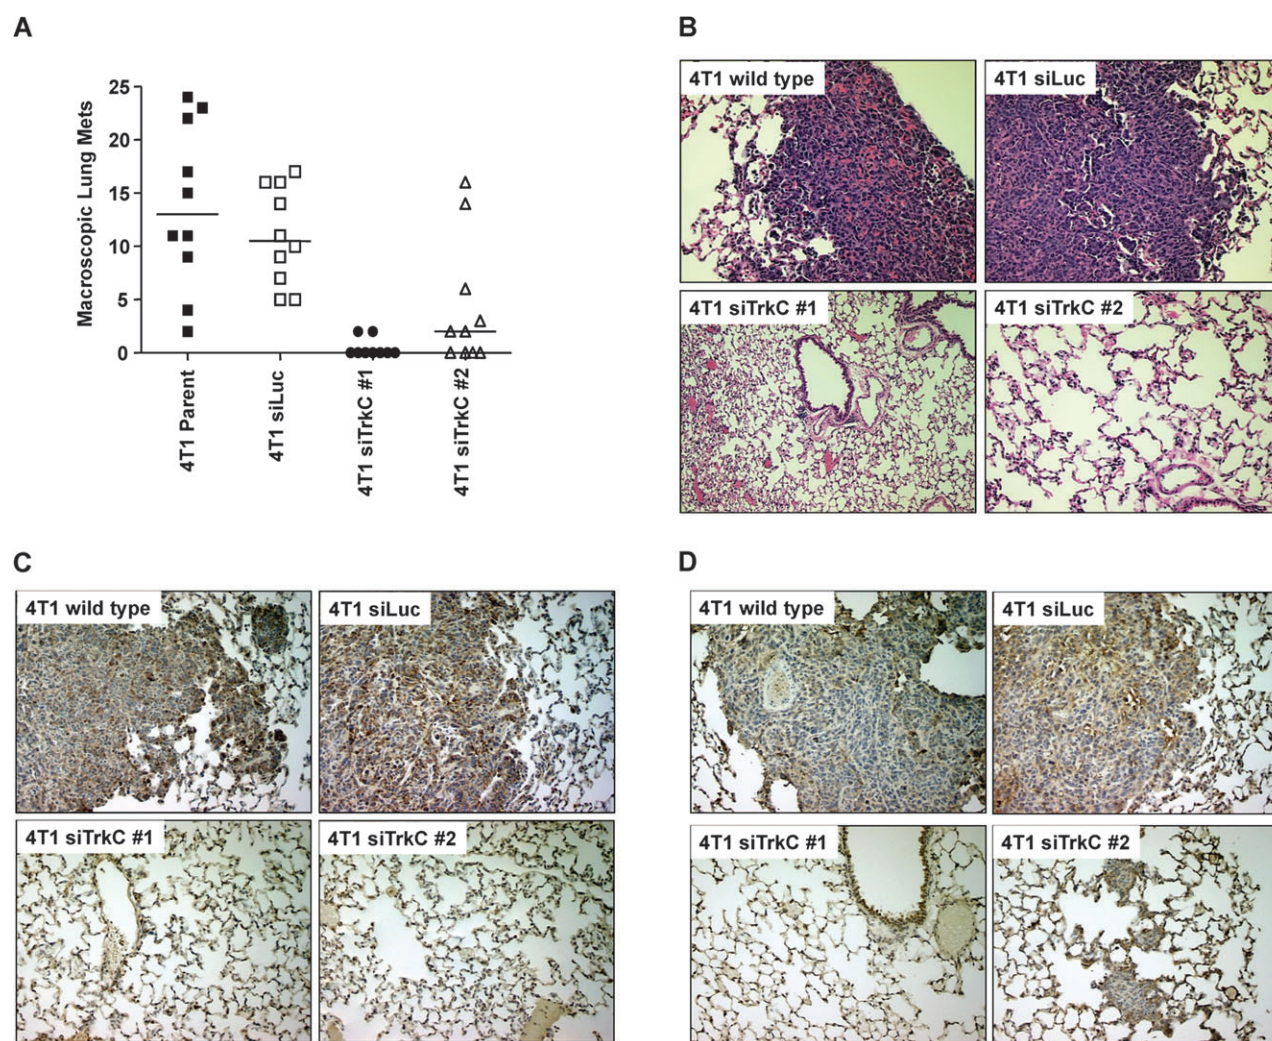 A
Macroscopic Lung Mets
25
20
15
10
5
0
4T1 Parent
4T1 siLuc
4T1 siTrkC #1
4T1 siTrkC #2
B
4T1 wild type
4T1 siLuc
4T1 siTrkC #1
4T1 siTrkC #2
C
4T1 wild type
4T1 siLuc
4T1 siTrkC #1
4T1 siTrkC #2
D
4T1 wild type
4T1 siLuc
4T1 siTrkC #1
4T1 siTrkC #2